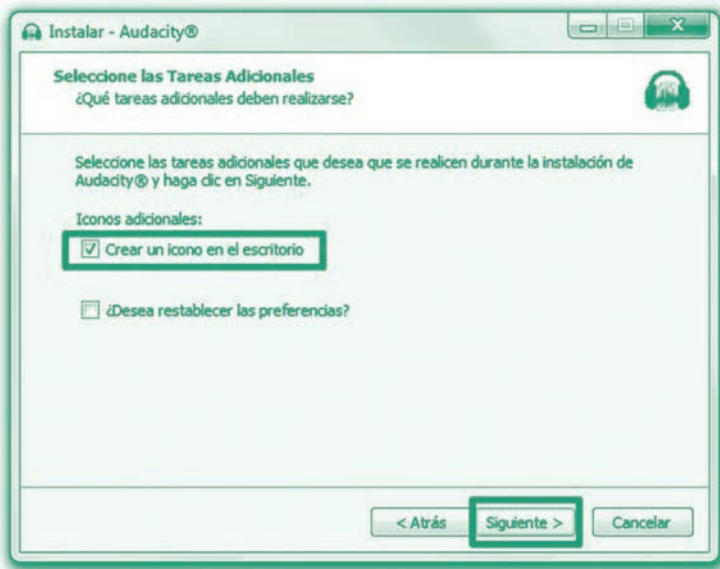 Instalar - Audacity®
Seleccione las Tareas Adicionales
¿Qué tareas adicionales deben realizarse?
Seleccione las tareas adicionales que desea que se realicen durante la instalación de
Audacity® y haga clic en Siguiente.
Iconos adicionales:
Crear un icono en el escritorio
¿Desea restablecer las preferencias?
< Atrás Siguiente > Cancelar